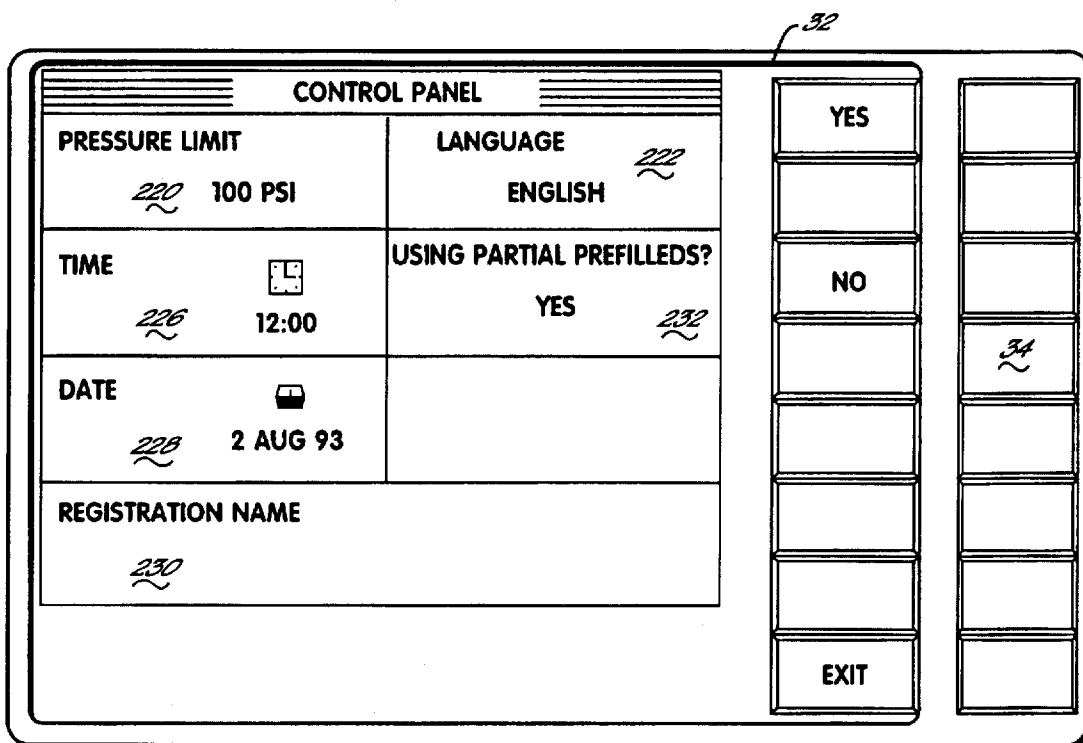 32
CONTROL PANEL
PRESSURE LIMIT
220 100 PSI
LANGUAGE
222
ENGLISH
TIME
226 12:00
USING PARTIAL PREFILLEDS?
YES
232
DATE
228 2 AUG 93
REGISTRATION NAME
230
YES
NO
EXIT
34